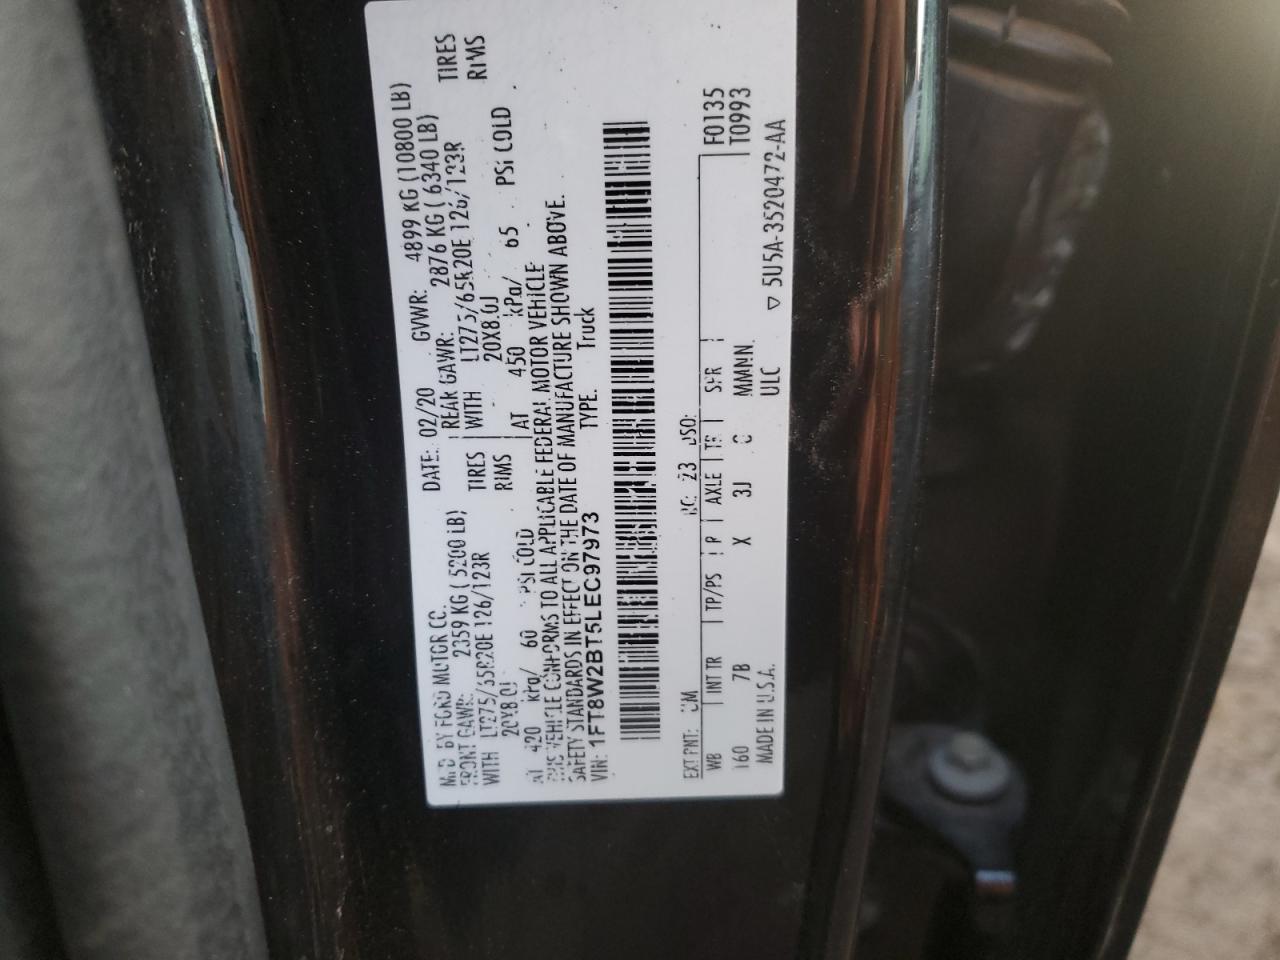 MFD. BY FORD MOTOR CO.
DATE: 02/20 GVWR: 4899 KG (10800 LB)
FRONT GAWR: 2359 KG ( 5200 LB) REAR GAWR: 2876 KG ( 6340 LB)
WITH LT275/65R20E 126/123R TIRES WITH LT275/65R20E 126/123R TIRES
20X8.0J RIMS 20X8.0J RIMS
AT 420 kPa/ 60 PSI COLD AT 450 kPa/ 65 PSI COLD
THIS VEHICLE CONFORMS TO ALL APPLICABLE FEDERAL MOTOR VEHICLE
SAFETY STANDARDS IN EFFECT ON THE DATE OF MANUFACTURE SHOWN ABOVE.
VIN: 1FT8W2BT5LEC97973 TYPE: Truck
EXT PNT: UM RC: 23 DSO: F0135
WB INT TR TP/PS R AXLE TR SPR T0993
160 7B X 3J C
MADE IN U.S.A. ULC
▽ 5U5A-3520472-AA